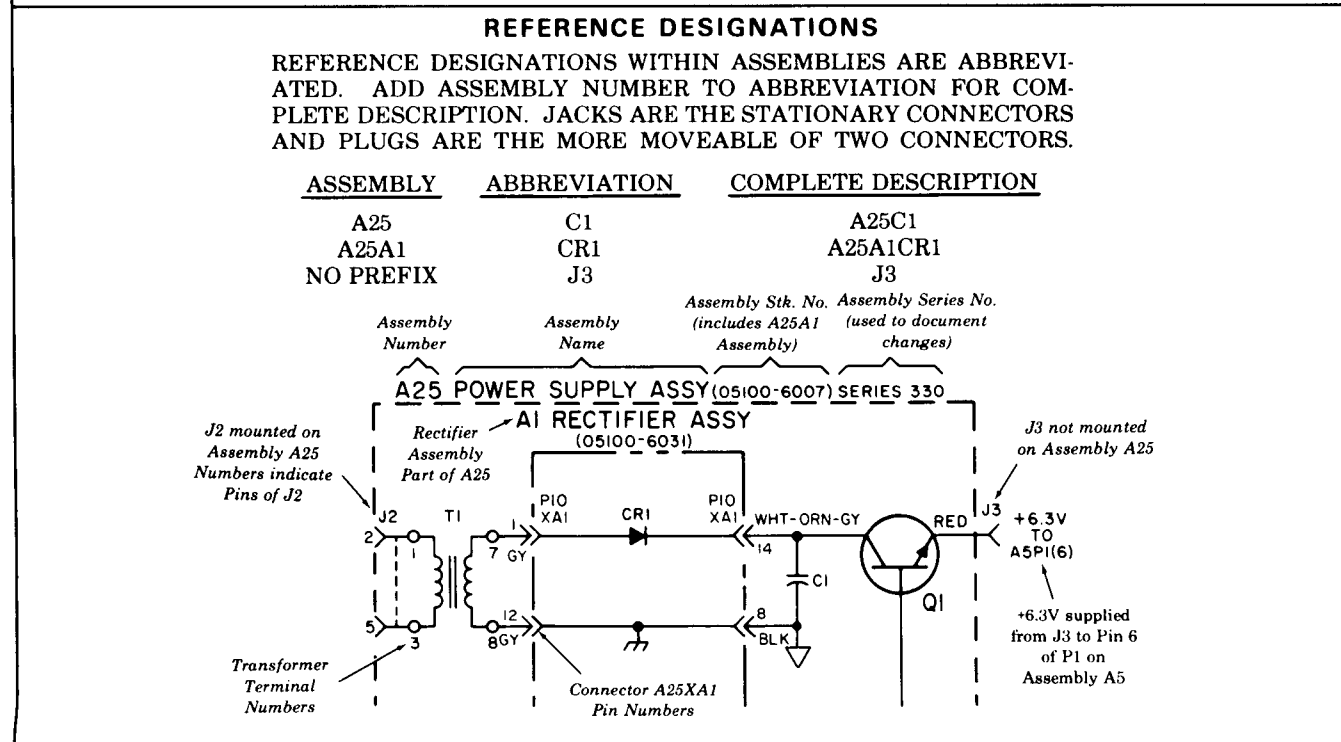 REFERENCE DESIGNATIONS
REFERENCE DESIGNATIONS WITHIN ASSEMBLIES ARE ABBREVI-
ATED. ADD ASSEMBLY NUMBER TO ABBREVIATION FOR COM-
PLETE DESCRIPTION. JACKS ARE THE STATIONARY CONNECTORS
AND PLUGS ARE THE MORE MOVEABLE OF TWO CONNECTORS.
ASSEMBLY ABBREVIATION COMPLETE DESCRIPTION
A25 C1 A25C1
A25A1 CR1 A25A1CR1
NO PREFIX J3 J3
Assembly
Number
Assembly
Name
Assembly Stk. No.
(includes A25A1
Assembly)
Assembly Series No.
(used to document
changes)
A25 POWER SUPPLY ASSY (05100-6007) SERIES 330
A1 RECTIFIER ASSY
(05100-6031)
J2 mounted on
Assembly A25
Numbers indicate
Pins of J2
Rectifier
Assembly
Part of A25
J3 not mounted
on Assembly A25
J2
2
5
T1
1
3
7
8
1
GY
12
GY
P10
XA1
CR1
P10
XA1
14
WHT-ORN-GY
8
BLK
C1
Q1
RED
J3
+6.3V
TO
A5P1(6)
+6.3V supplied
from J3 to Pin 6
of P1 on
Assembly A5
Transformer
Terminal
Numbers
Connector A25XA1
Pin Numbers